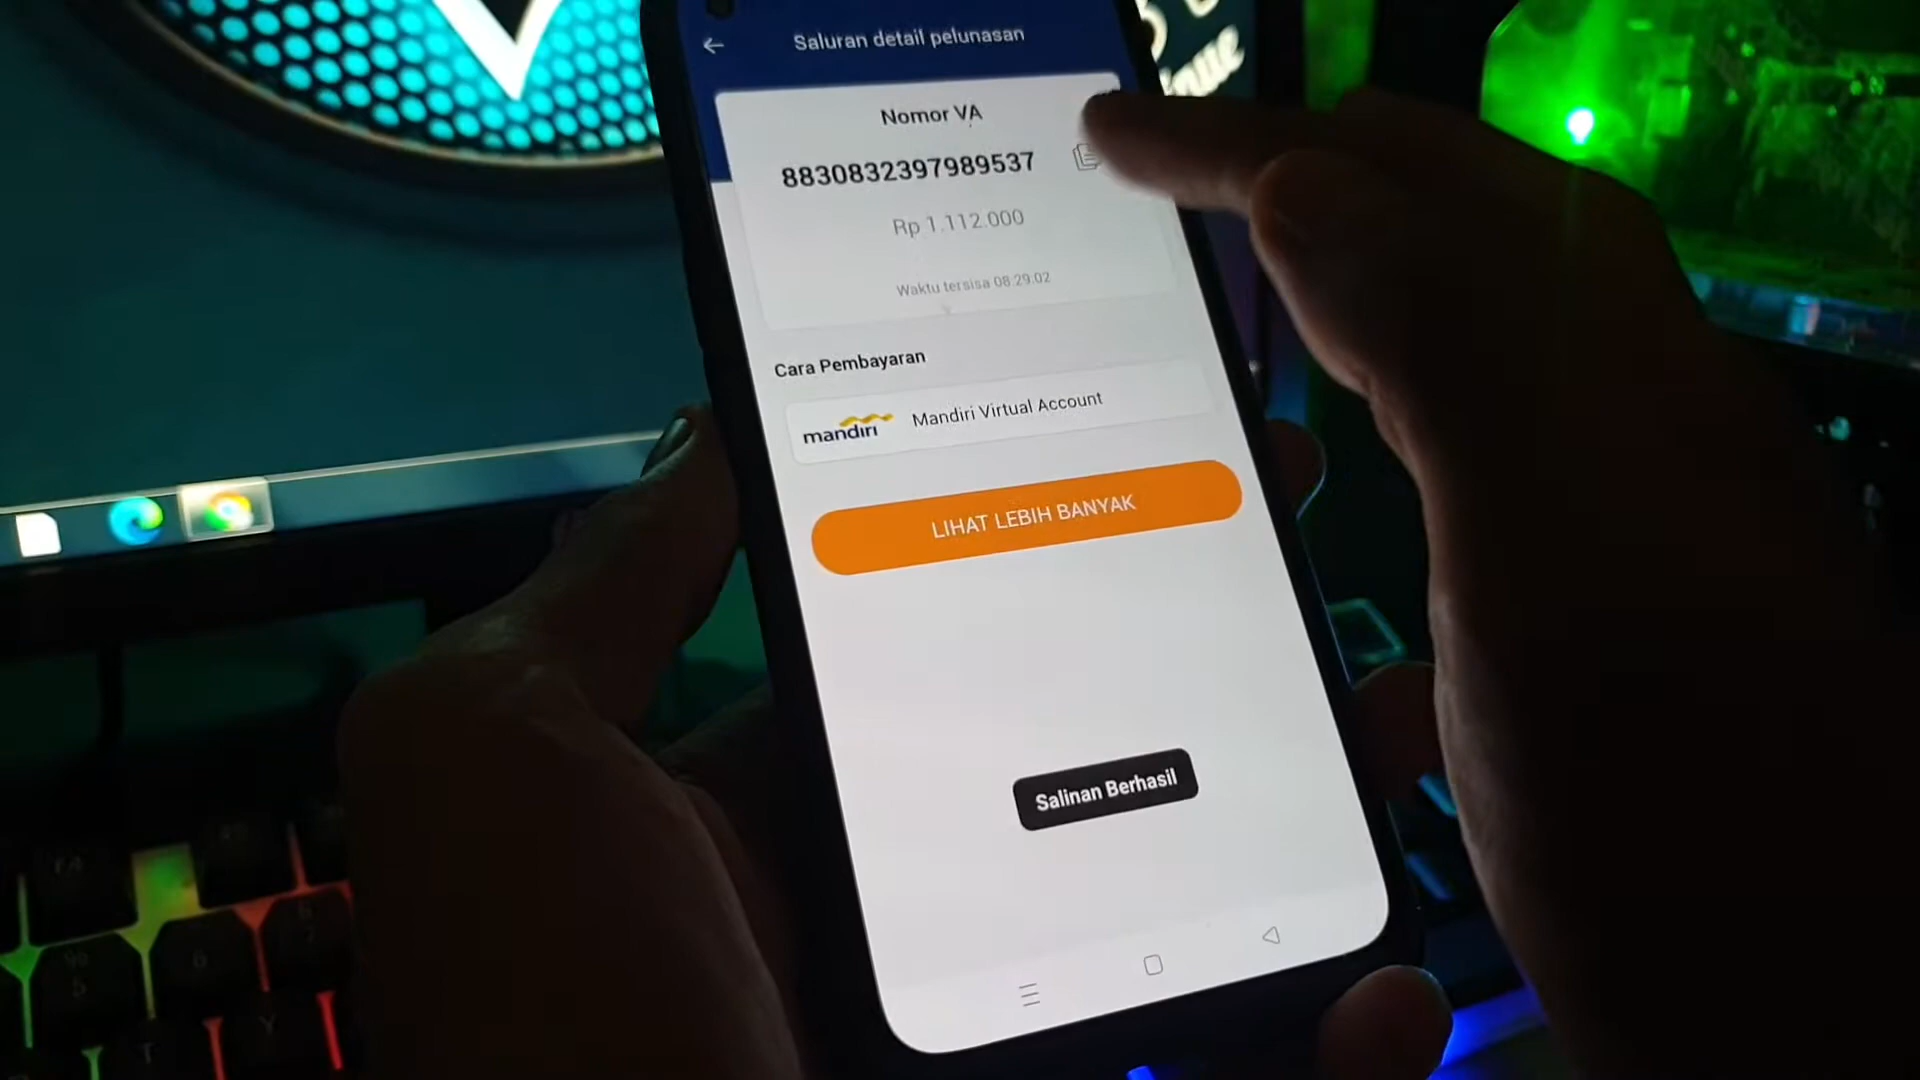 Saluran detail pelunasan
Nomor VA
8830832397989537
Rp 1.112.000
Waktu tersisa 08:29:02
Cara Pembayaran
mandiri
Mandiri Virtual Account
LIHAT LEBIH BANYAK
Salinan Berhasil